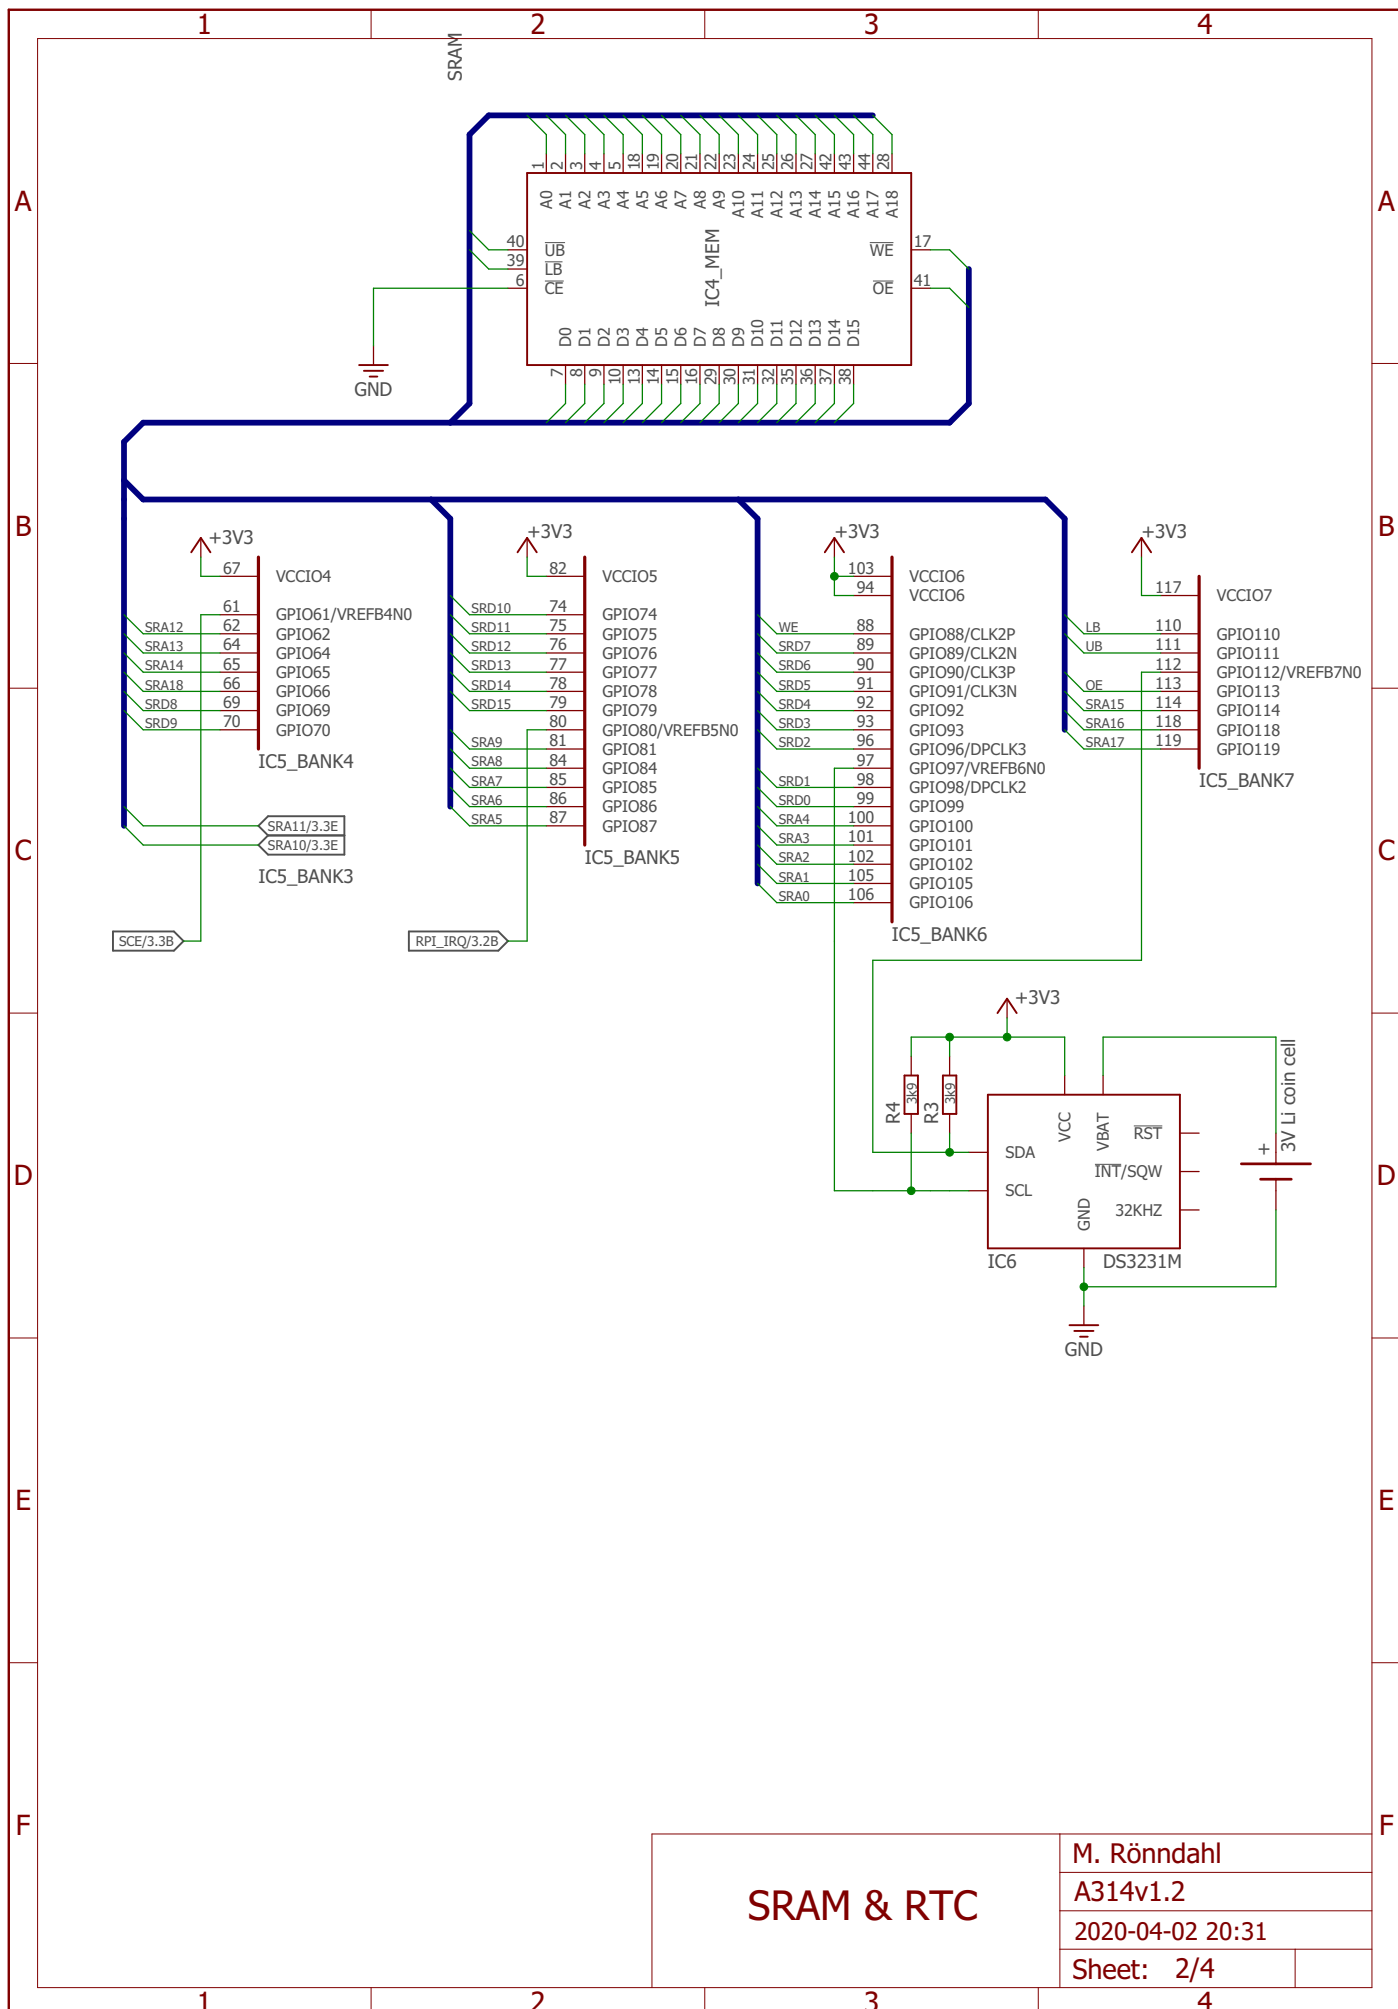 1 2 3 4
SRAM
1 2 3 4 5 18 19 20 21 22 23 24 25 26 27 42 43 44 28
A0 A1 A2 A3 A4 A5 A6 A7 A8 A9 A10 A11 A12 A13 A14 A15 A16 A17 A18
A A
40 UB
39 LB
6 CE
IC4_MEM
17 WE
41 OE
D0 D1 D2 D3 D4 D5 D6 D7 D8 D9 D10 D11 D12 D13 D14 D15
7 8 9 10 13 14 15 16 29 30 31 32 35 36 37 38
GND
B B
+3V3
67 VCCIO4
61 GPIO61/VREFB4N0
SRA12 62 GPIO62
SRA13 64 GPIO64
SRA14 65 GPIO65
SRA18 66 GPIO66
SRD8 69 GPIO69
SRD9 70 GPIO70
IC5_BANK4
SRA11/3.3E
SRA10/3.3E
IC5_BANK3
SCE/3.3B
+3V3
82 VCCIO5
SRD10 74 GPIO74
SRD11 75 GPIO75
SRD12 76 GPIO76
SRD13 77 GPIO77
SRD14 78 GPIO78
SRD15 79 GPIO79
80 GPIO80/VREFB5N0
SRA9 81 GPIO81
SRA8 84 GPIO84
SRA7 85 GPIO85
SRA6 86 GPIO86
SRA5 87 GPIO87
IC5_BANK5
RPI_IRQ/3.2B
+3V3
103 VCCIO6
94 VCCIO6
WE 88 GPIO88/CLK2P
SRD7 89 GPIO89/CLK2N
SRD6 90 GPIO90/CLK3P
SRD5 91 GPIO91/CLK3N
SRD4 92 GPIO92
SRD3 93 GPIO93
SRD2 96 GPIO96/DPCLK3
97 GPIO97/VREFB6N0
SRD1 98 GPIO98/DPCLK2
SRD0 99 GPIO99
SRA4 100 GPIO100
SRA3 101 GPIO101
SRA2 102 GPIO102
SRA1 105 GPIO105
SRA0 106 GPIO106
IC5_BANK6
+3V3
117 VCCIO7
LB 110 GPIO110
UB 111 GPIO111
112 GPIO112/VREFB7N0
OE 113 GPIO113
SRA15 114 GPIO114
SRA16 118 GPIO118
SRA17 119 GPIO119
IC5_BANK7
C C
+3V3
R4 3k9 R3 3k9
VCC VBAT RST
SDA INT/SQW
SCL GND 32KHZ
IC6 DS3231M
+ 3V Li coin cell
GND
D D
E E
F F
SRAM & RTC
M. Rönndahl
A314v1.2
2020-04-02 20:31
Sheet: 2/4
1 2 3 4